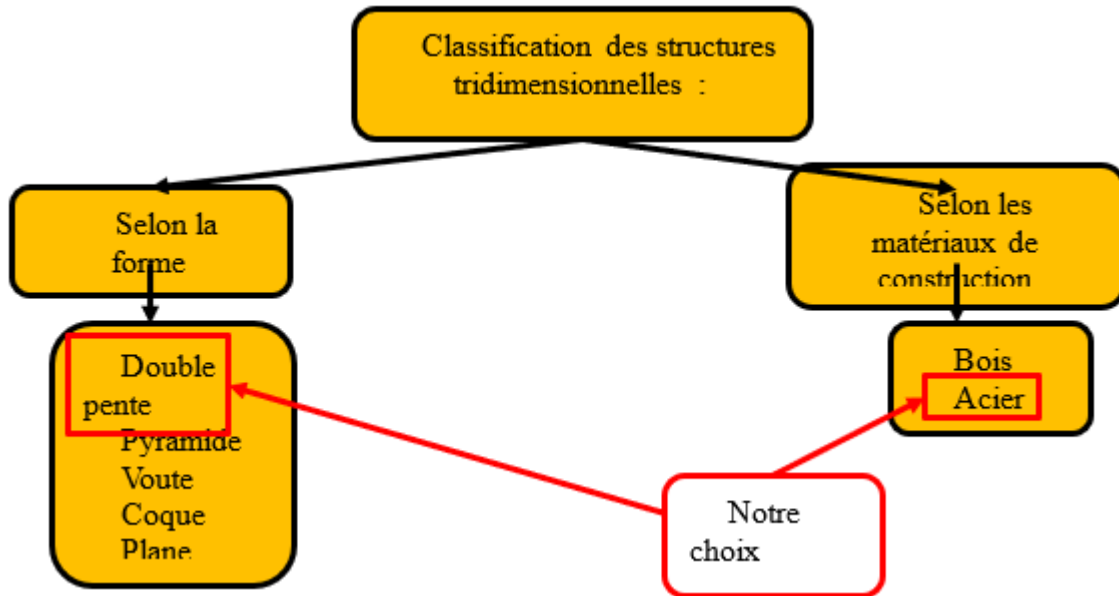 Classification des structures
tridimensionnelles :
Selon la
forme
Selon les
matériaux de
construction
Double
pente
Pyramide
Voute
Coque
Plane
Bois
Acier
Notre
choix